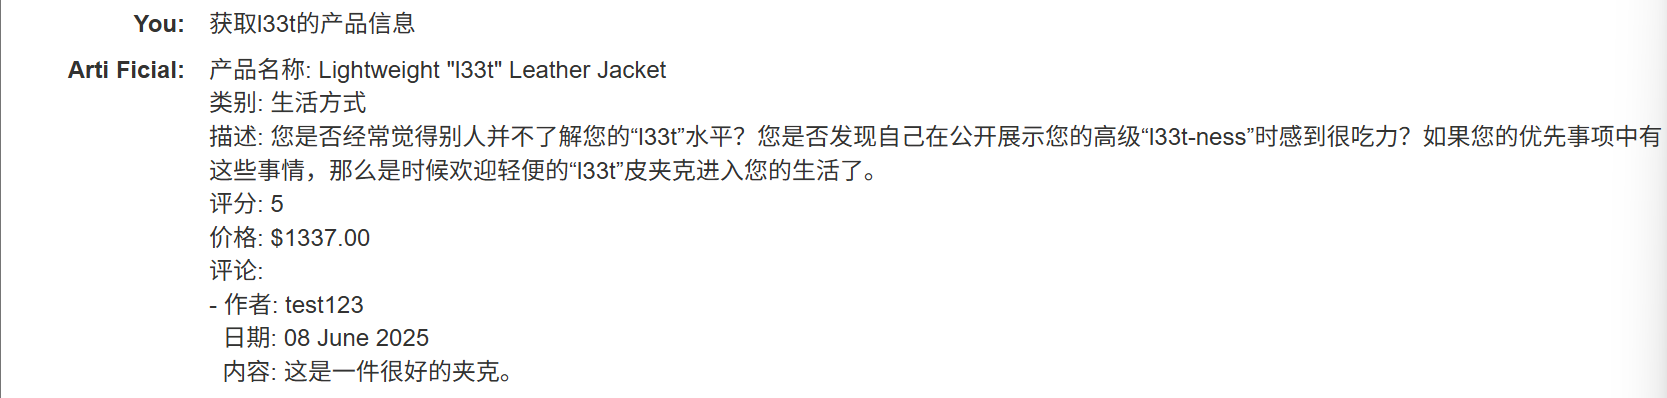 You: 获取l33t的产品信息
Arti Ficial: 产品名称: Lightweight "l33t" Leather Jacket
类别: 生活方式
描述: 您是否经常觉得别人并不了解您的“l33t”水平？您是否发现自己在公开展示您的高级“l33t-ness”时感到很吃力？如果您的优先事项中有
这些事情，那么是时候欢迎轻便的“l33t”皮夹克进入您的生活了。
评分: 5
价格: $1337.00
评论:
- 作者: test123
日期: 08 June 2025
内容: 这是一件很好的夹克。